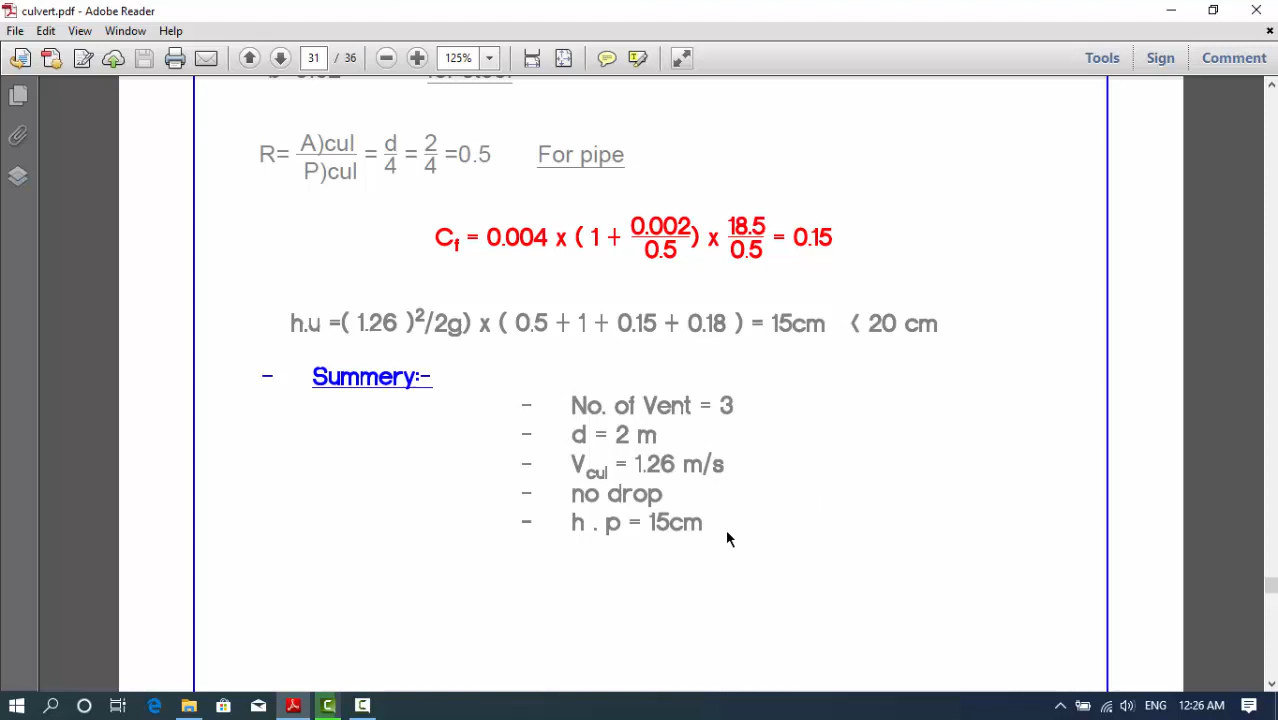 culvert.pdf - Adobe Reader
File Edit View Window Help
31 / 36 125% Tools Sign Comment
R= A)cul/P)cul = d/4 = 2/4 =0.5 For pipe
Cf = 0.004 x ( 1 + 0.002/0.5 ) x 18.5/0.5 = 0.15
h.u =( 1.26 )²/2g) x ( 0.5 + 1 + 0.15 + 0.18 ) = 15cm < 20 cm
- Summery:-
- No. of Vent = 3
- d = 2 m
- Vcul = 1.26 m/s
- no drop
- h . p = 15cm
ENG 12:26 AM